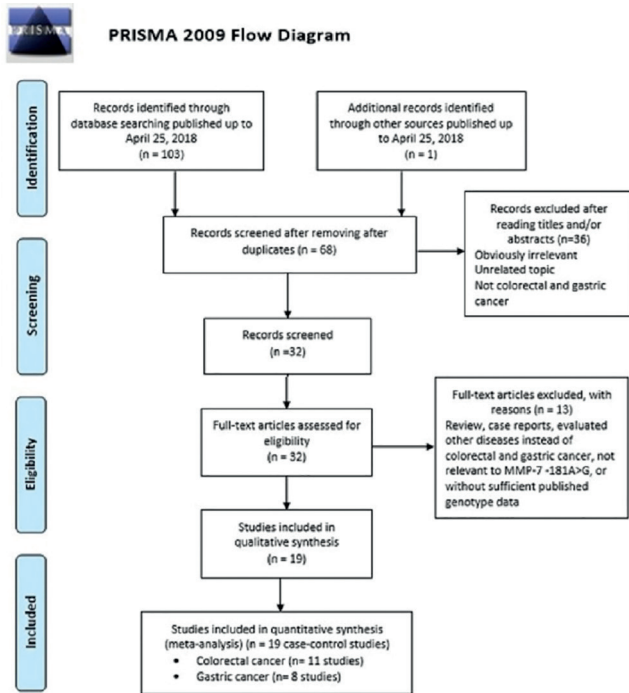 PRISMA
PRISMA 2009 Flow Diagram
Identification
Records identified through
database searching published up to
April 25, 2018
(n = 103)
Additional records identified
through other sources published up
to April 25, 2018
(n = 1)
Records screened after removing after
duplicates (n = 68)
Records excluded after
reading titles and/or
abstracts (n=36)
Obviously irrelevant
Unrelated topic
Not colorectal and gastric
cancer
Screening
Records screened
(n =32)
Eligibility
Full-text articles assessed for
eligibility
(n = 32)
Full-text articles excluded, with
reasons (n = 13)
Review, case reports, evaluated
other diseases instead of
colorectal and gastric cancer, not
relevant to MMP-7 -181A>G, or
without sufficient published
genotype data
Studies included in
qualitative synthesis
(n = 19)
Included
Studies included in quantitative synthesis
(meta-analysis) (n = 19 case-control studies)
• Colorectal cancer (n= 11 studies)
• Gastric cancer (n= 8 studies)